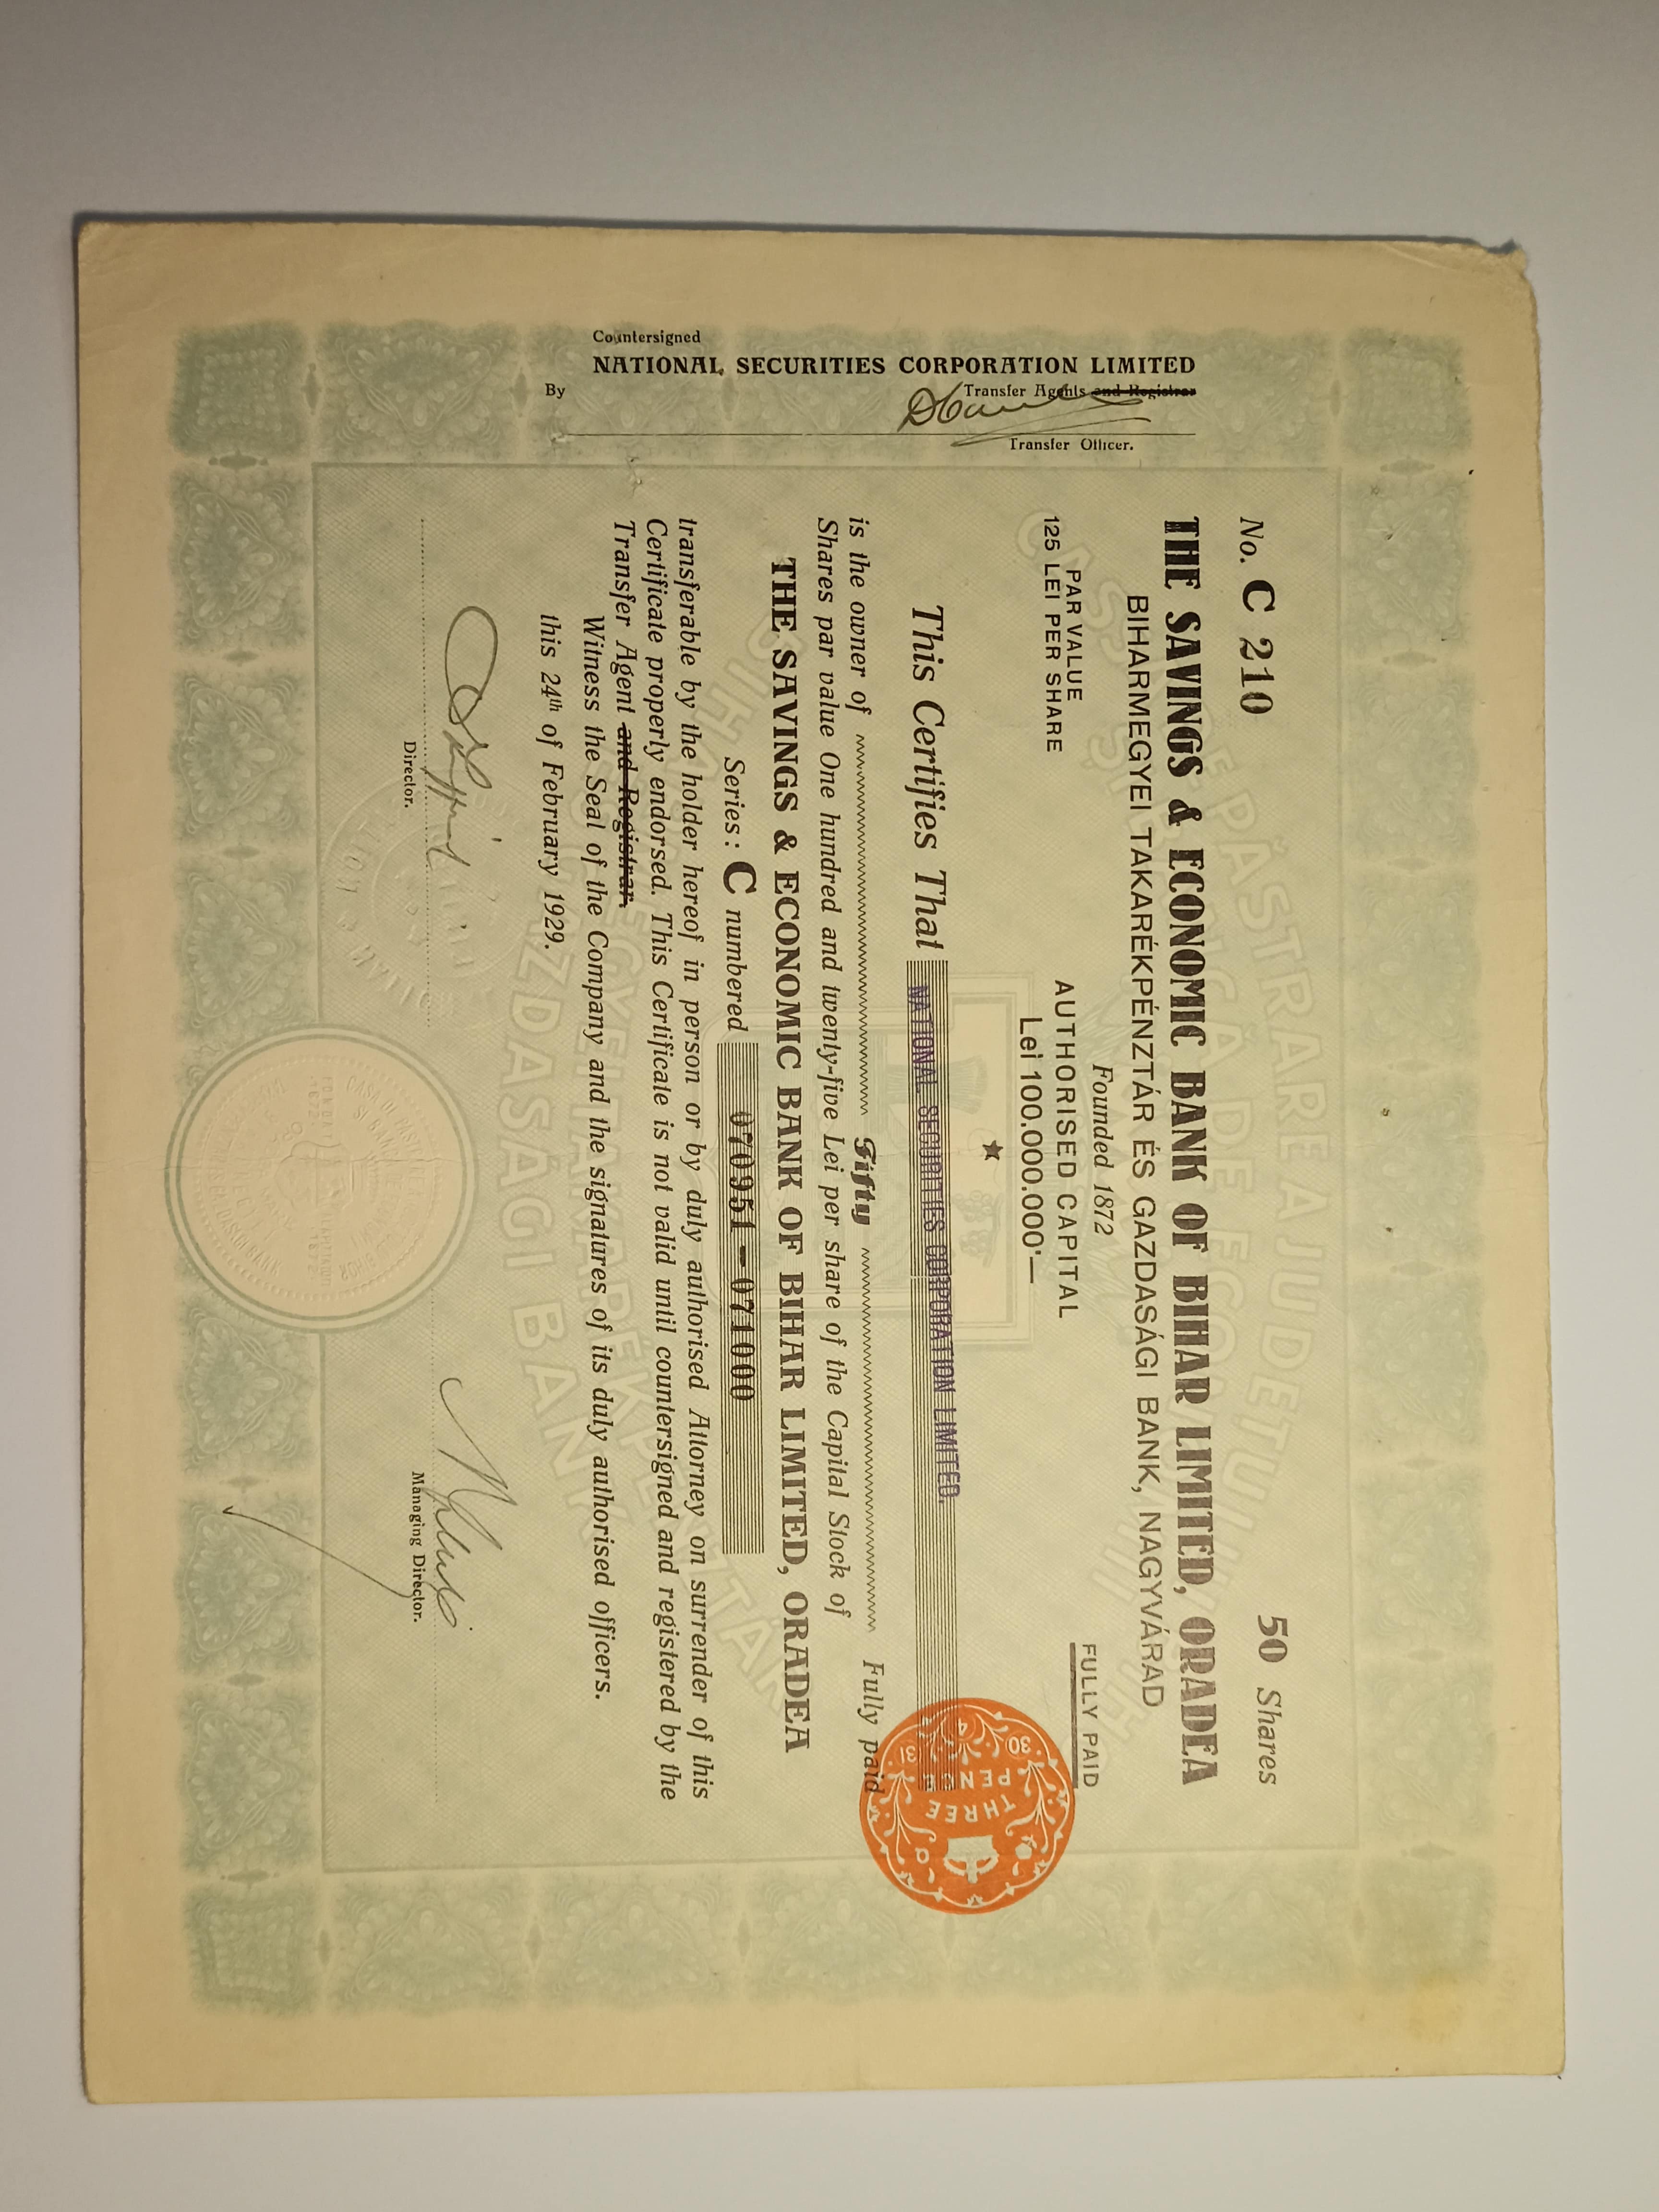 No. C 210
50 Shares
THE SAVINGS & ECONOMIC BANK OF BIHAR LIMITED, ORADEA
BIHARMEGYEI TAKARÉKPÉNZTÁR ÉS GAZDASÁGI BANK, NAGYVÁRAD
Founded 1872
PAR VALUE
125 LEI PER SHARE
AUTHORISED CAPITAL
Lei 100.000.000'—
FULLY PAID
This Certifies That NATIONAL SECURITIES CORPORATION LIMITED.
is the owner of Fifty Fully paid
Shares par value One hundred and twenty-five Lei per share of the Capital Stock of
THE SAVINGS & ECONOMIC BANK OF BIHAR LIMITED, ORADEA
Series: C numbered 070951 – 071000
transferable by the holder hereof in person or by duly authorised Attorney on surrender of this
Certificate properly endorsed. This Certificate is not valid until countersigned and registered by the
Transfer Agent and Registrar.
Witness the Seal of the Company and the signatures of its duly authorised officers.
this 24th of February 1929.
Director.
Managing Director.
Countersigned
NATIONAL SECURITIES CORPORATION LIMITED
Transfer Agents and Registrar
By
Transfer Officer.
THREE
PENCE
30
31